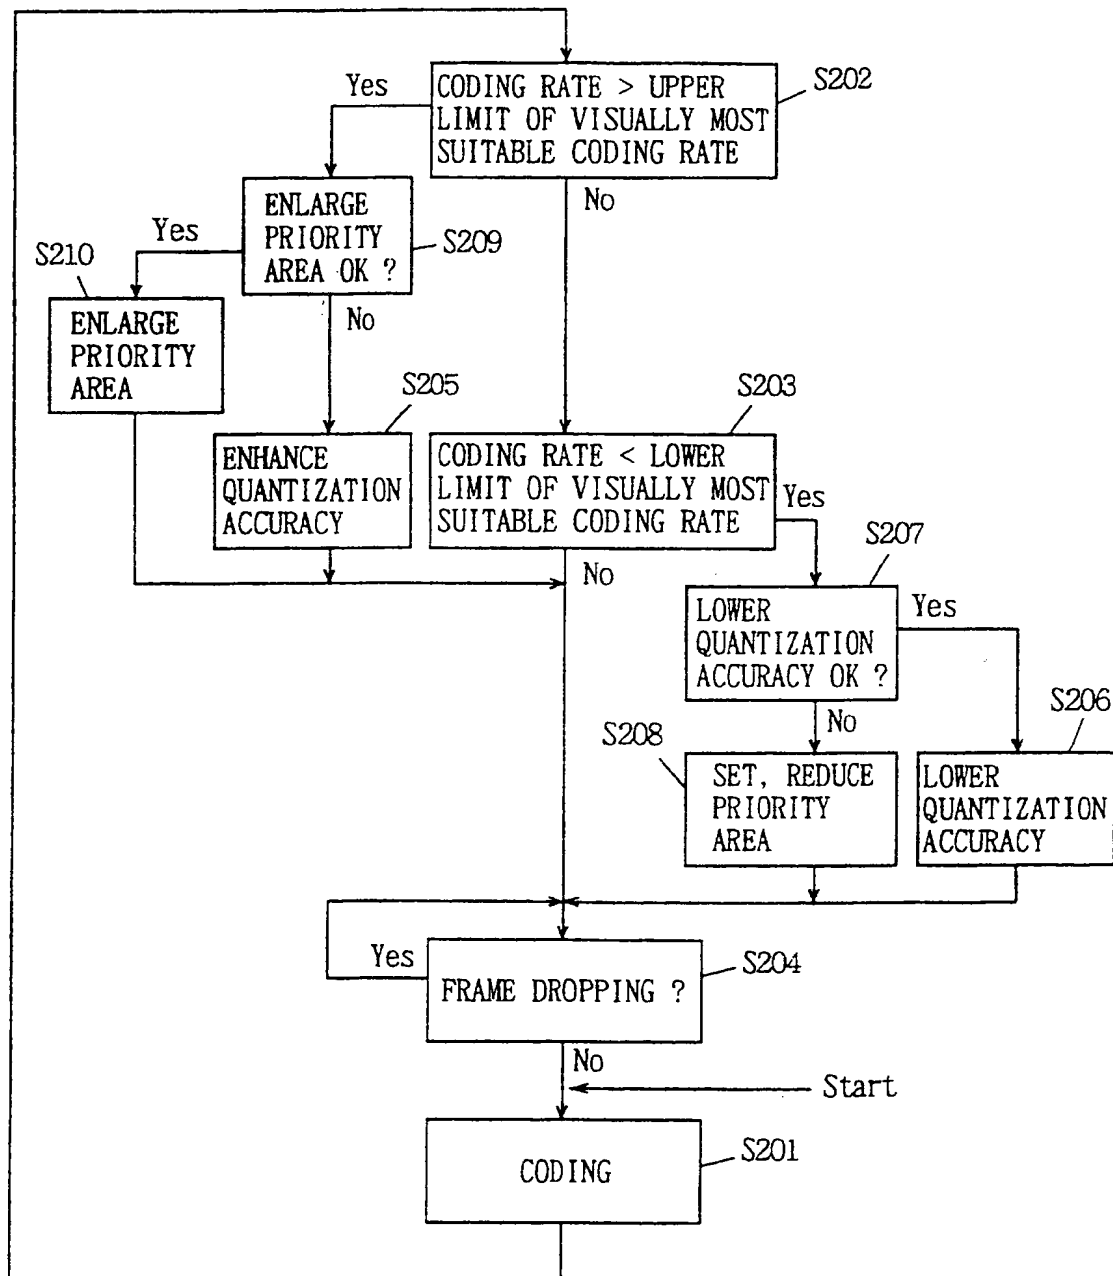 Yes
CODING RATE > UPPER
LIMIT OF VISUALLY MOST
SUITABLE CODING RATE
S202
No
ENLARGE
PRIORITY
AREA OK ?
S209
Yes
S210
ENLARGE
PRIORITY
AREA
No
S205
ENHANCE
QUANTIZATION
ACCURACY
S203
CODING RATE < LOWER
LIMIT OF VISUALLY MOST
SUITABLE CODING RATE
Yes
No
S207
LOWER
QUANTIZATION
ACCURACY OK ?
Yes
No
S208
SET, REDUCE
PRIORITY
AREA
S206
LOWER
QUANTIZATION
ACCURACY
Yes
FRAME DROPPING ?
S204
No
Start
CODING
S201